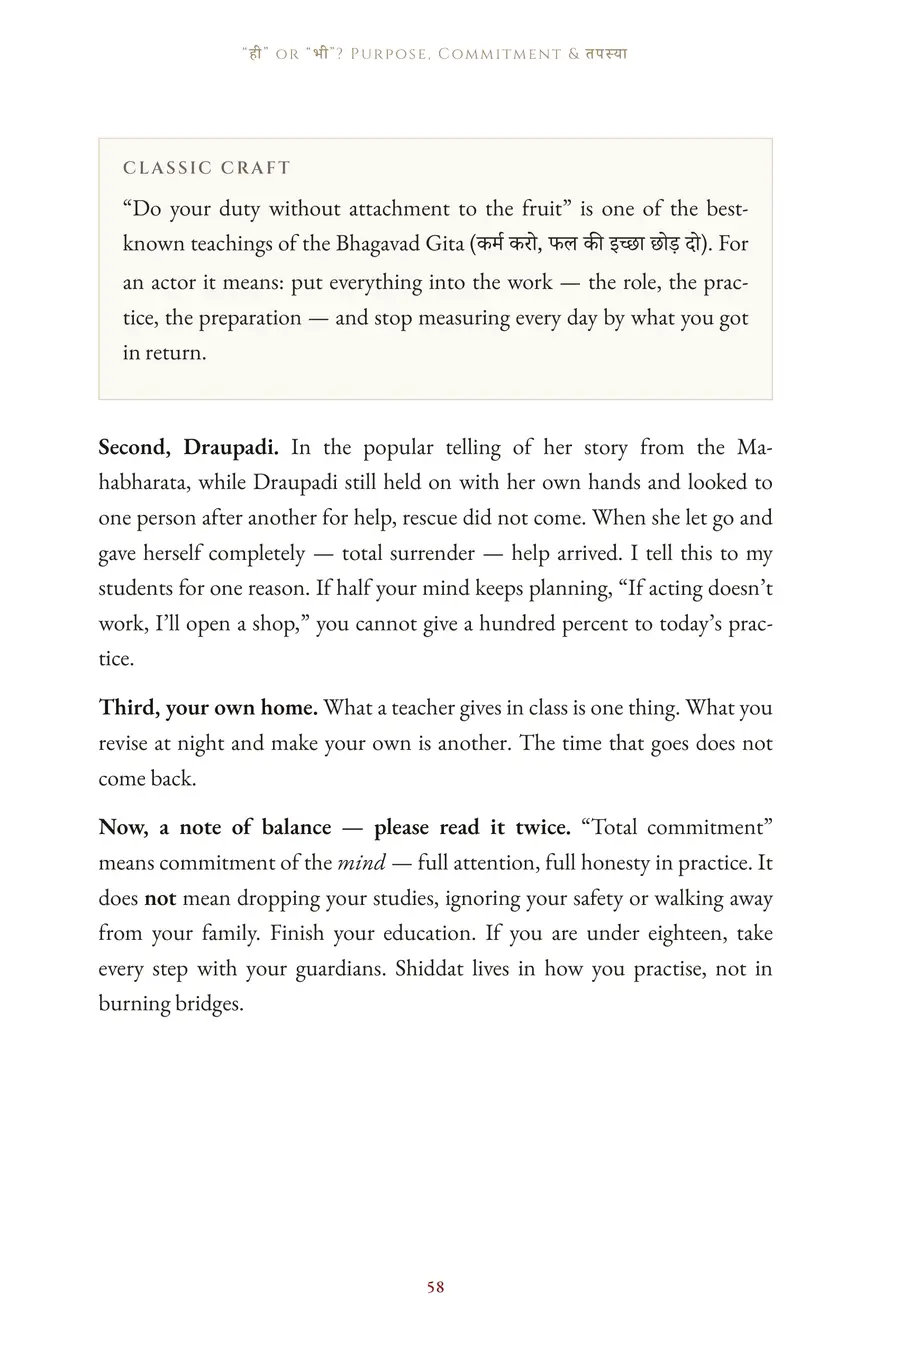 “ही” or “भी”? Purpose, Commitment & तपस्या
CLASSIC CRAFT
“Do your duty without attachment to the fruit” is one of the best-
known teachings of the Bhagavad Gita (कर्म करो, फल की इच्छा छोड़ दो). For
an actor it means: put everything into the work — the role, the prac-
tice, the preparation — and stop measuring every day by what you got
in return.
Second, Draupadi. In the popular telling of her story from the Ma-
habharata, while Draupadi still held on with her own hands and looked to
one person after another for help, rescue did not come. When she let go and
gave herself completely — total surrender — help arrived. I tell this to my
students for one reason. If half your mind keeps planning, “If acting doesn’t
work, I’ll open a shop,” you cannot give a hundred percent to today’s prac-
tice.
Third, your own home. What a teacher gives in class is one thing. What you
revise at night and make your own is another. The time that goes does not
come back.
Now, a note of balance — please read it twice. “Total commitment”
means commitment of the mind — full attention, full honesty in practice. It
does not mean dropping your studies, ignoring your safety or walking away
from your family. Finish your education. If you are under eighteen, take
every step with your guardians. Shiddat lives in how you practise, not in
burning bridges.
58